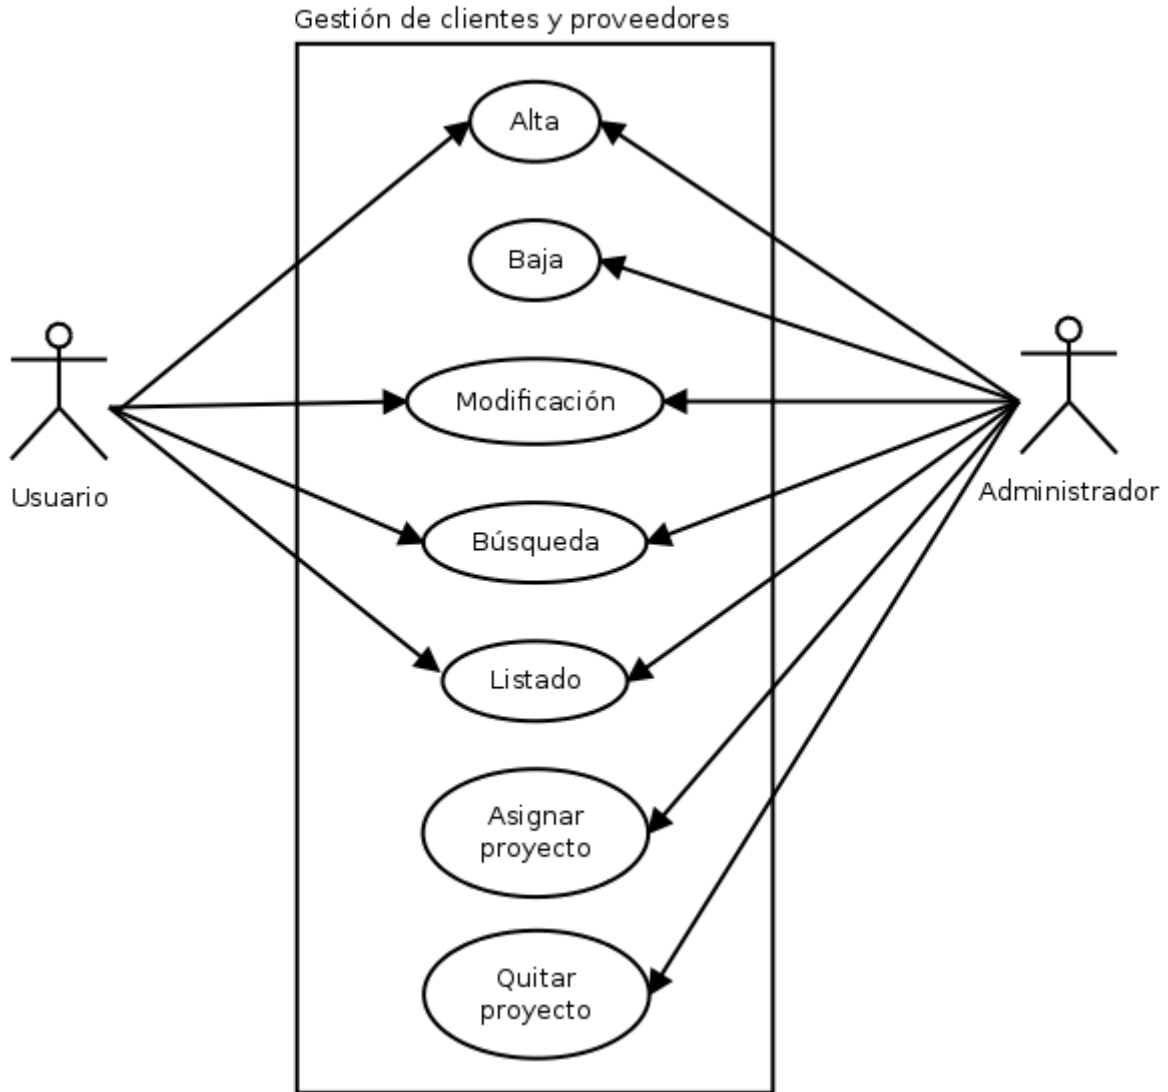 Gestión de clientes y proveedores
Alta
Baja
Modificación
Usuario
Administrador
Búsqueda
Listado
Asignar
proyecto
Quitar
proyecto